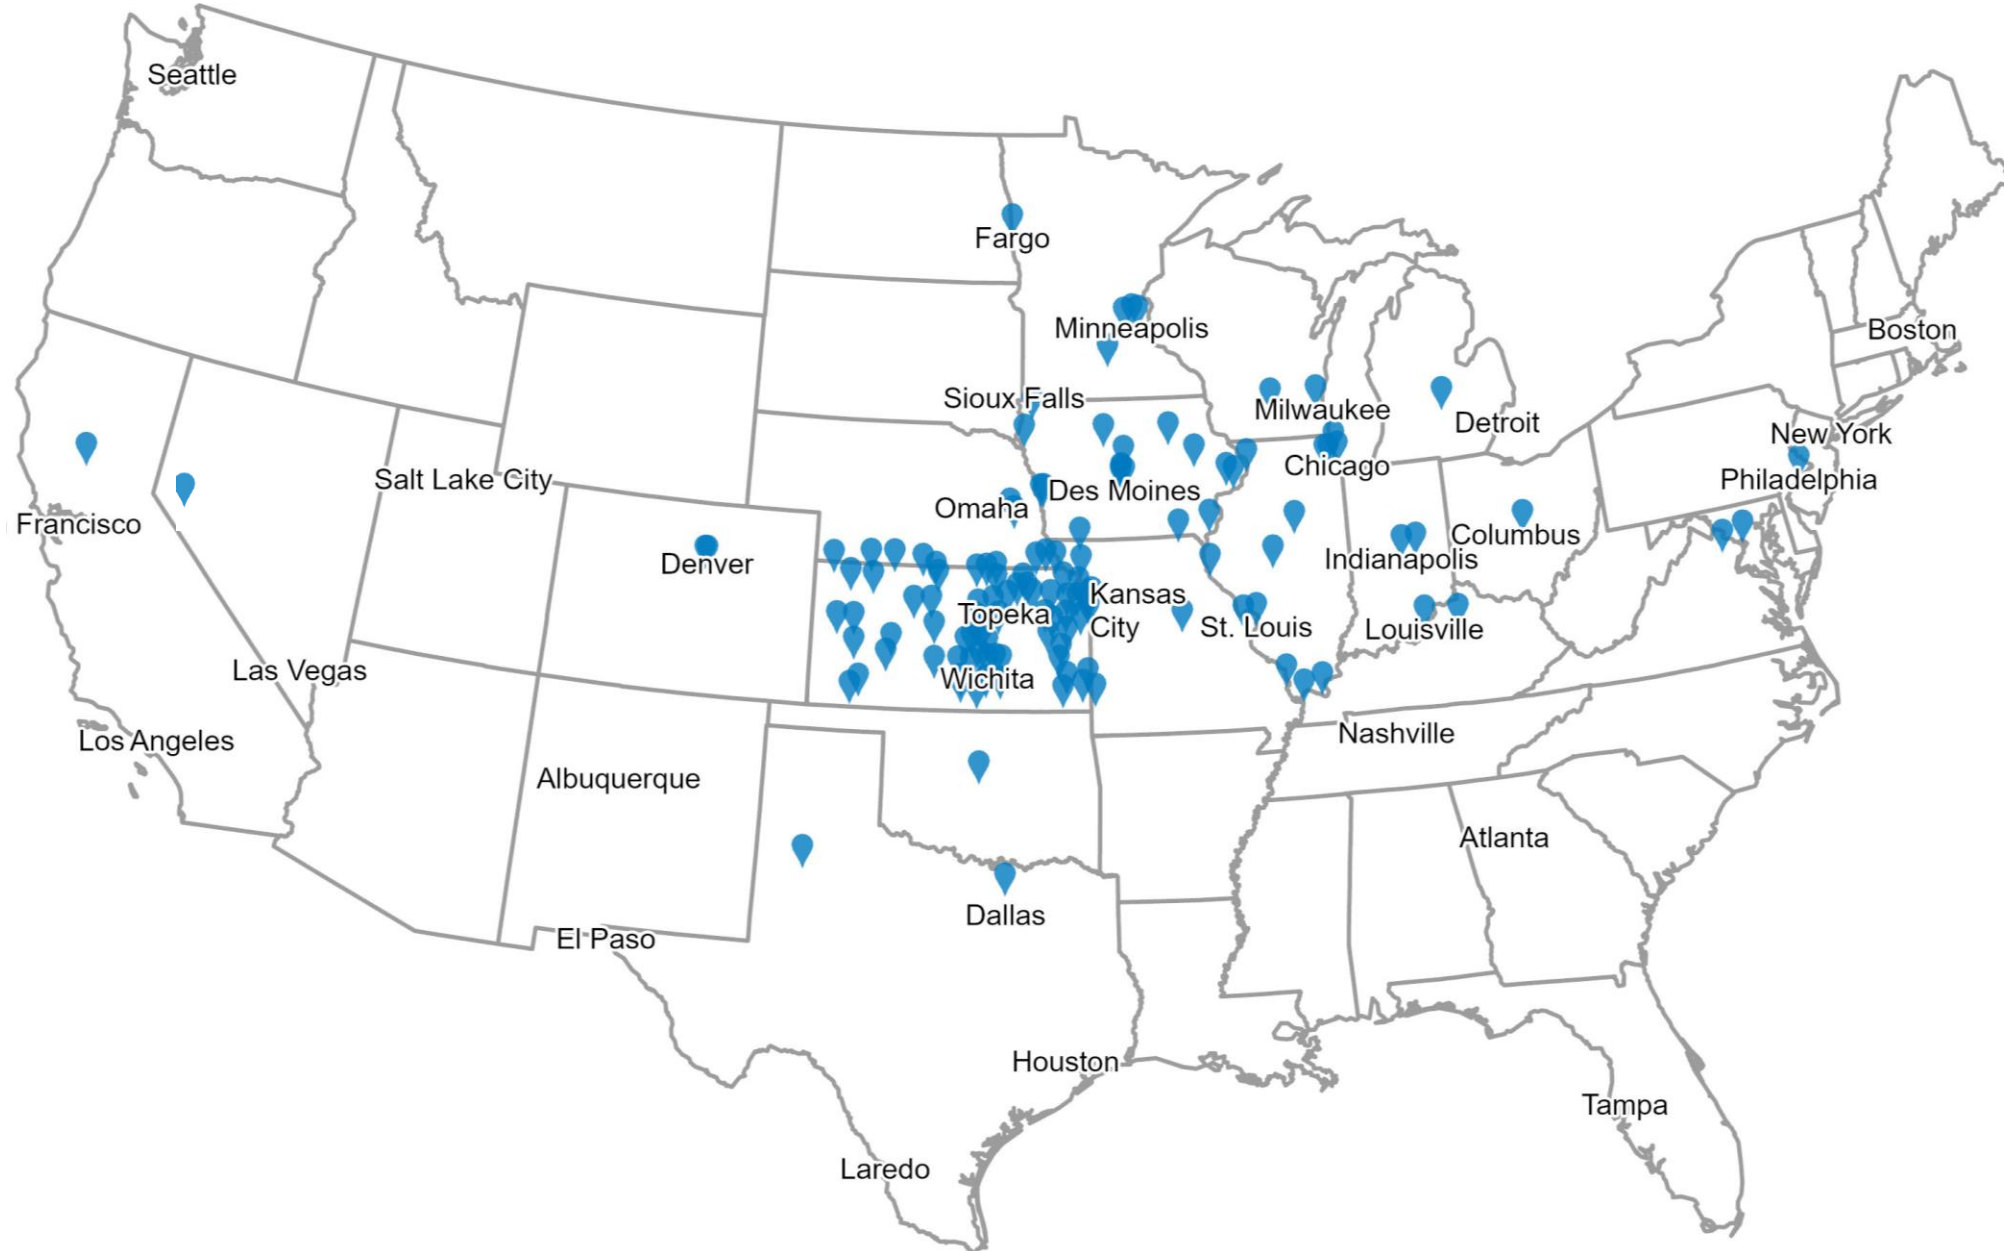 Seattle
Fargo
Minneapolis
Boston
Sioux Falls
Milwaukee
Detroit
New York
Chicago
Salt Lake City
Philadelphia
Des Moines
Omaha
Francisco
Columbus
Denver
Indianapolis
Kansas
City
Topeka
St. Louis
Louisville
Las Vegas
Wichita
Nashville
Los Angeles
Albuquerque
Atlanta
Dallas
El Paso
Houston
Tampa
Laredo